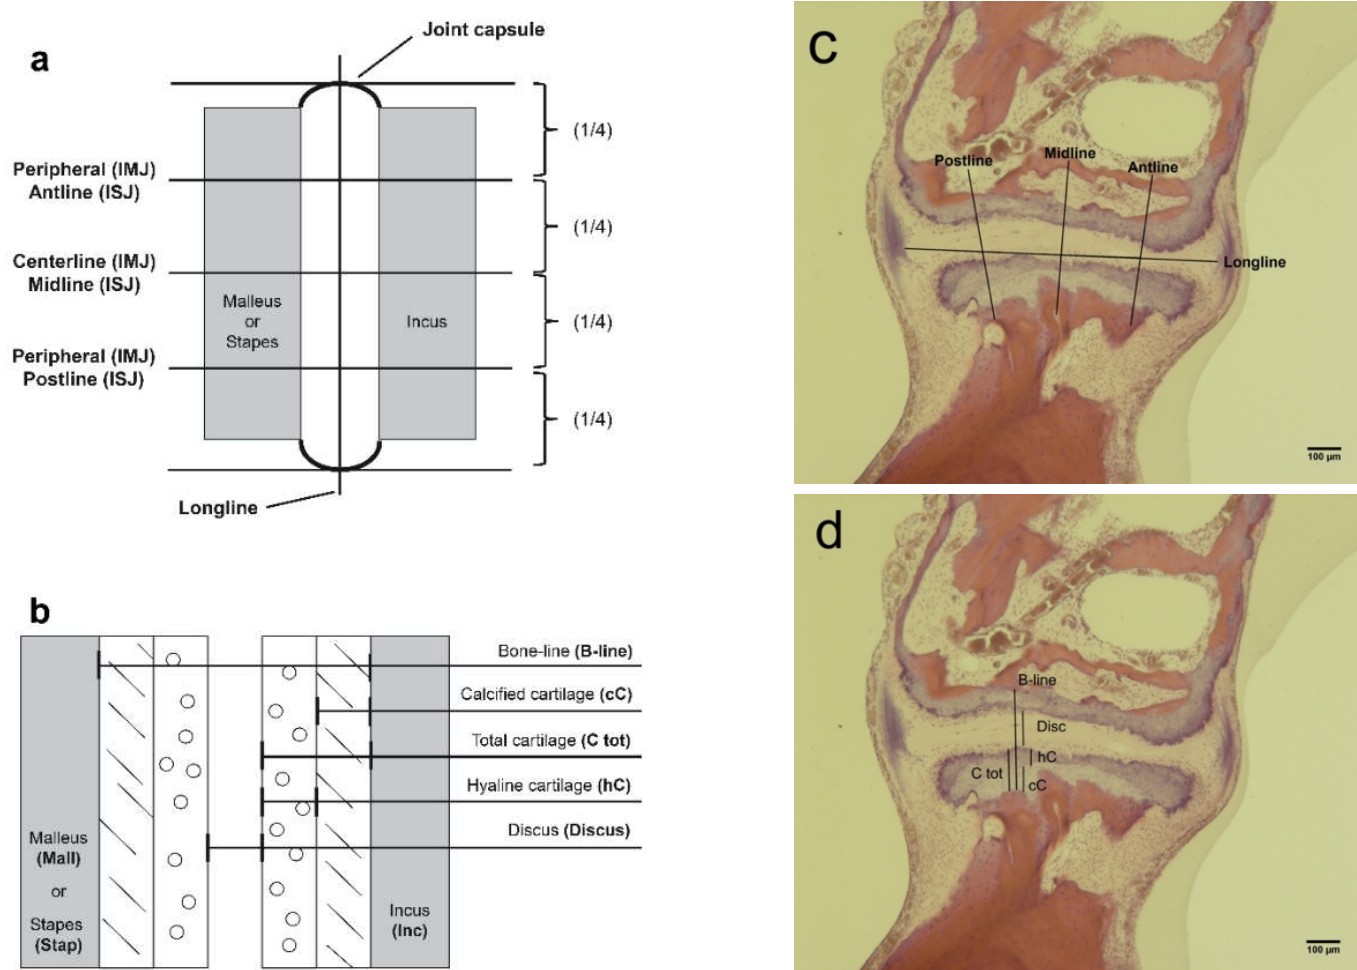 a
Joint capsule
(1/4)
Peripheral (IMJ)
Antline (ISJ)
(1/4)
Centerline (IMJ)
Midline (ISJ)
Malleus
or
Stapes
Incus
(1/4)
Peripheral (IMJ)
Postline (ISJ)
(1/4)
Longline
b
Bone-line (B-line)
Calcified cartilage (cC)
Total cartilage (C tot)
Hyaline cartilage (hC)
Discus (Discus)
Malleus
(Mall)
or
Stapes
(Stap)
Incus
(Inc)
c
Postline
Midline
Antline
Longline
100 µm
d
B-line
Disc
hC
C tot
cC
100 µm